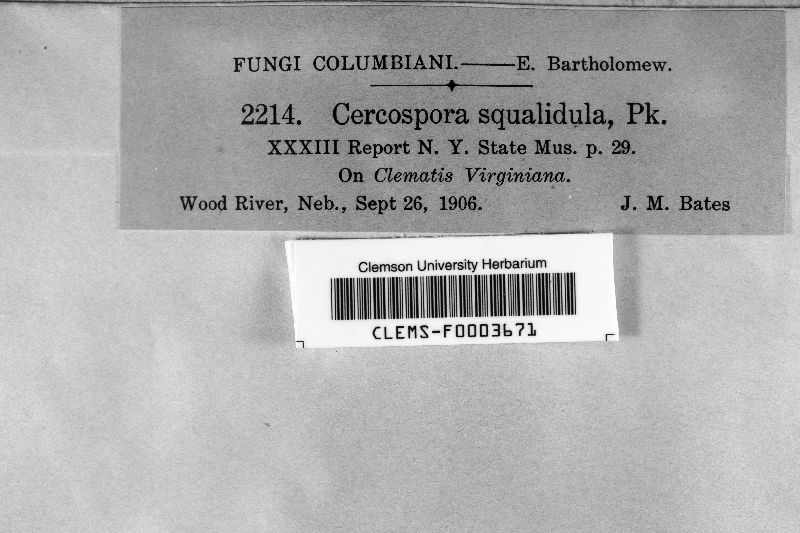 FUNGI COLUMBIANI.——E. Bartholomew.
2214. Cercospora squalidula, Pk.
XXXIII Report N. Y. State Mus. p. 29.
On Clematis Virginiana.
Wood River, Neb., Sept 26, 1906. J. M. Bates
Clemson University Herbarium
CLEMS-F0003671